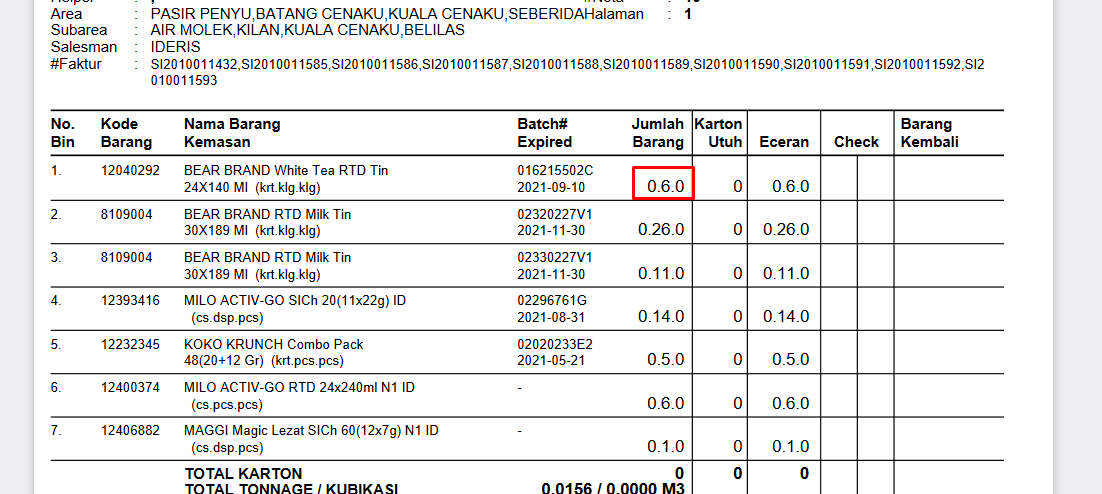 Area : PASIR PENYU,BATANG CENAKU,KUALA CENAKU,SEBERIDAHalaman : 1
Subarea : AIR MOLEK,KILAN,KUALA CENAKU,BELILAS
Salesman : IDERIS
#Faktur : SI2010011432,SI2010011585,SI2010011586,SI2010011587,SI2010011588,SI2010011589,SI2010011590,SI2010011591,SI2010011592,SI2
010011593
No. Kode Nama Barang Batch# Jumlah Karton Barang
Bin Barang Kemasan Expired Barang Utuh Eceran Check Kembali
1. 12040292 BEAR BRAND White Tea RTD Tin 016215502C
24X140 Ml (krt.klg.klg) 2021-09-10 0.6.0 0 0.6.0
2. 8109004 BEAR BRAND RTD Milk Tin 02320227V1
30X189 Ml (krt.klg.klg) 2021-11-30 0.26.0 0 0.26.0
3. 8109004 BEAR BRAND RTD Milk Tin 02330227V1
30X189 Ml (krt.klg.klg) 2021-11-30 0.11.0 0 0.11.0
4. 12393416 MILO ACTIV-GO SICh 20(11x22g) ID 02296761G
(cs.dsp.pcs) 2021-08-31 0.14.0 0 0.14.0
5. 12232345 KOKO KRUNCH Combo Pack 02020233E2
48(20+12 Gr) (krt.pcs.pcs) 2021-05-21 0.5.0 0 0.5.0
6. 12400374 MILO ACTIV-GO RTD 24x240ml N1 ID -
(cs.pcs.pcs) 0.6.0 0 0.6.0
7. 12406882 MAGGI Magic Lezat SICh 60(12x7g) N1 ID -
(cs.dsp.pcs) 0.1.0 0 0.1.0
TOTAL KARTON 0 0 0
TOTAL TONNAGE / KUBIKASI 0.0156 / 0.0000 M3